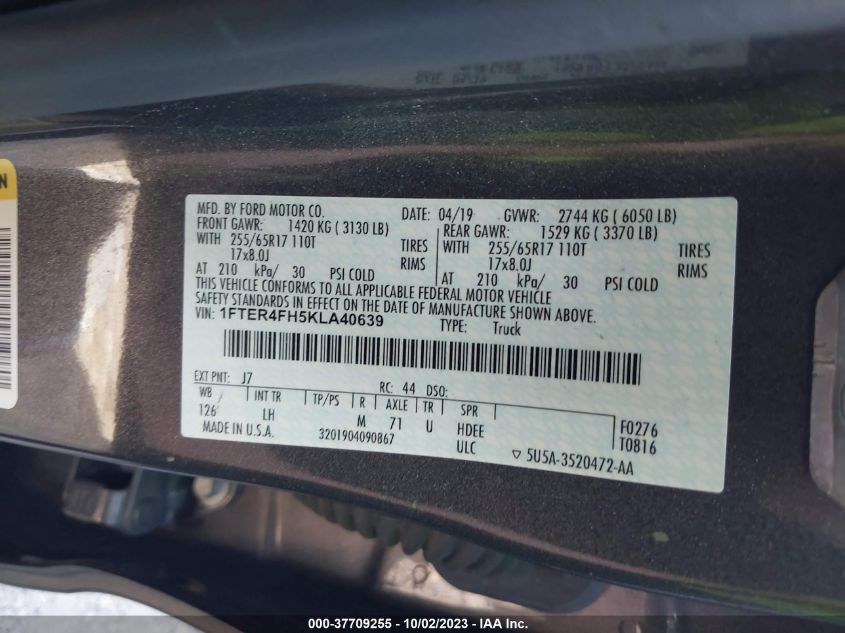 N
MFD. BY FORD MOTOR CO. DATE: 04/19 GVWR: 2744 KG ( 6050 LB)
FRONT GAWR: 1420 KG ( 3130 LB) REAR GAWR: 1529 KG ( 3370 LB)
WITH 255/65R17 110T TIRES WITH 255/65R17 110T TIRES
17x8.0J RIMS 17x8.0J RIMS
AT 210 kPa/ 30 PSI COLD AT 210 kPa/ 30 PSI COLD
THIS VEHICLE CONFORMS TO ALL APPLICABLE FEDERAL MOTOR VEHICLE
SAFETY STANDARDS IN EFFECT ON THE DATE OF MANUFACTURE SHOWN ABOVE.
VIN: 1FTER4FH5KLA40639 TYPE: Truck
EXT PNT: J7 RC: 44 DSO:
WB INT TR TP/PS R AXLE TR SPR F0276
126 LH M 71 U HDEE T0816
MADE IN U.S.A. 3201904090867 ULC ▽ 5U5A-3520472-AA
000-37709255 - 10/02/2023 - IAA Inc.